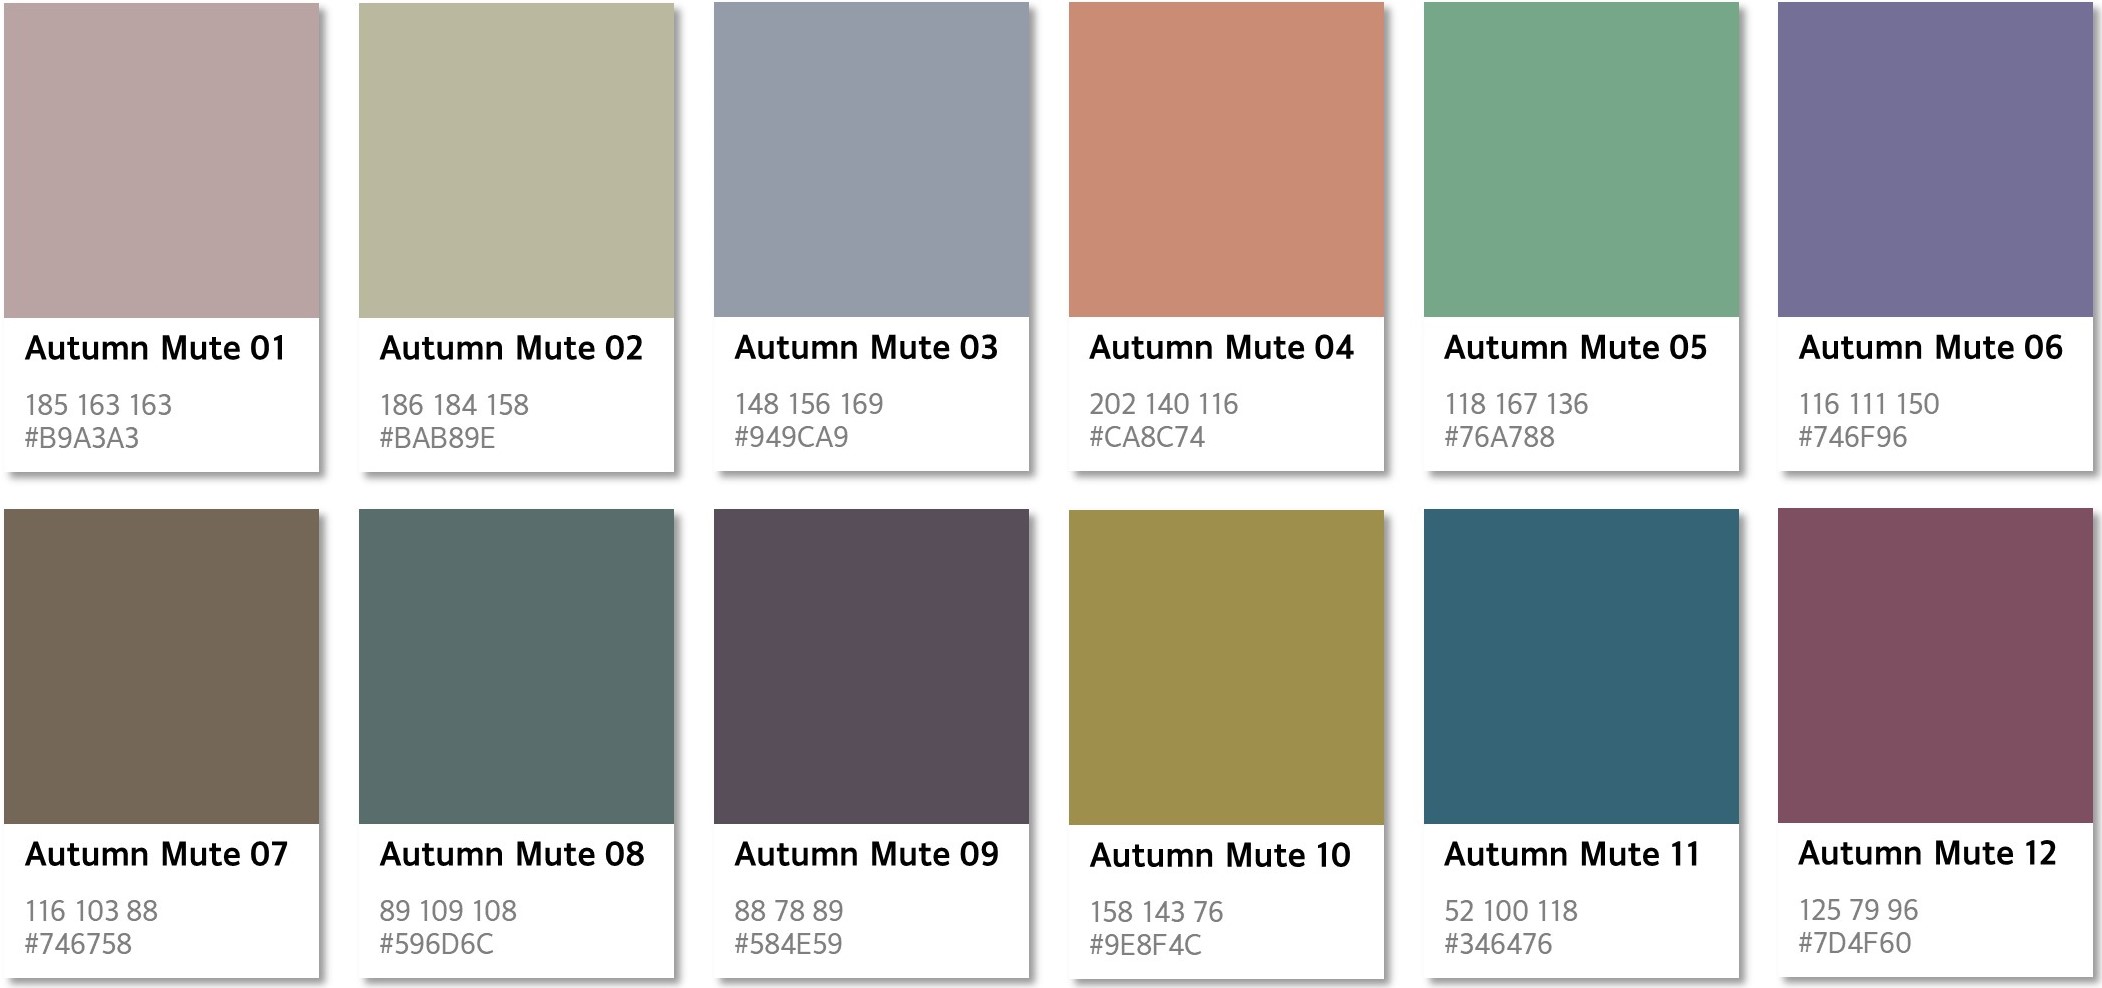 Autumn Mute 01
185 163 163
#B9A3A3
Autumn Mute 02
186 184 158
#BAB89E
Autumn Mute 03
148 156 169
#949CA9
Autumn Mute 04
202 140 116
#CA8C74
Autumn Mute 05
118 167 136
#76A788
Autumn Mute 06
116 111 150
#746F96
Autumn Mute 07
116 103 88
#746758
Autumn Mute 08
89 109 108
#596D6C
Autumn Mute 09
88 78 89
#584E59
Autumn Mute 10
158 143 76
#9E8F4C
Autumn Mute 11
52 100 118
#346476
Autumn Mute 12
125 79 96
#7D4F60